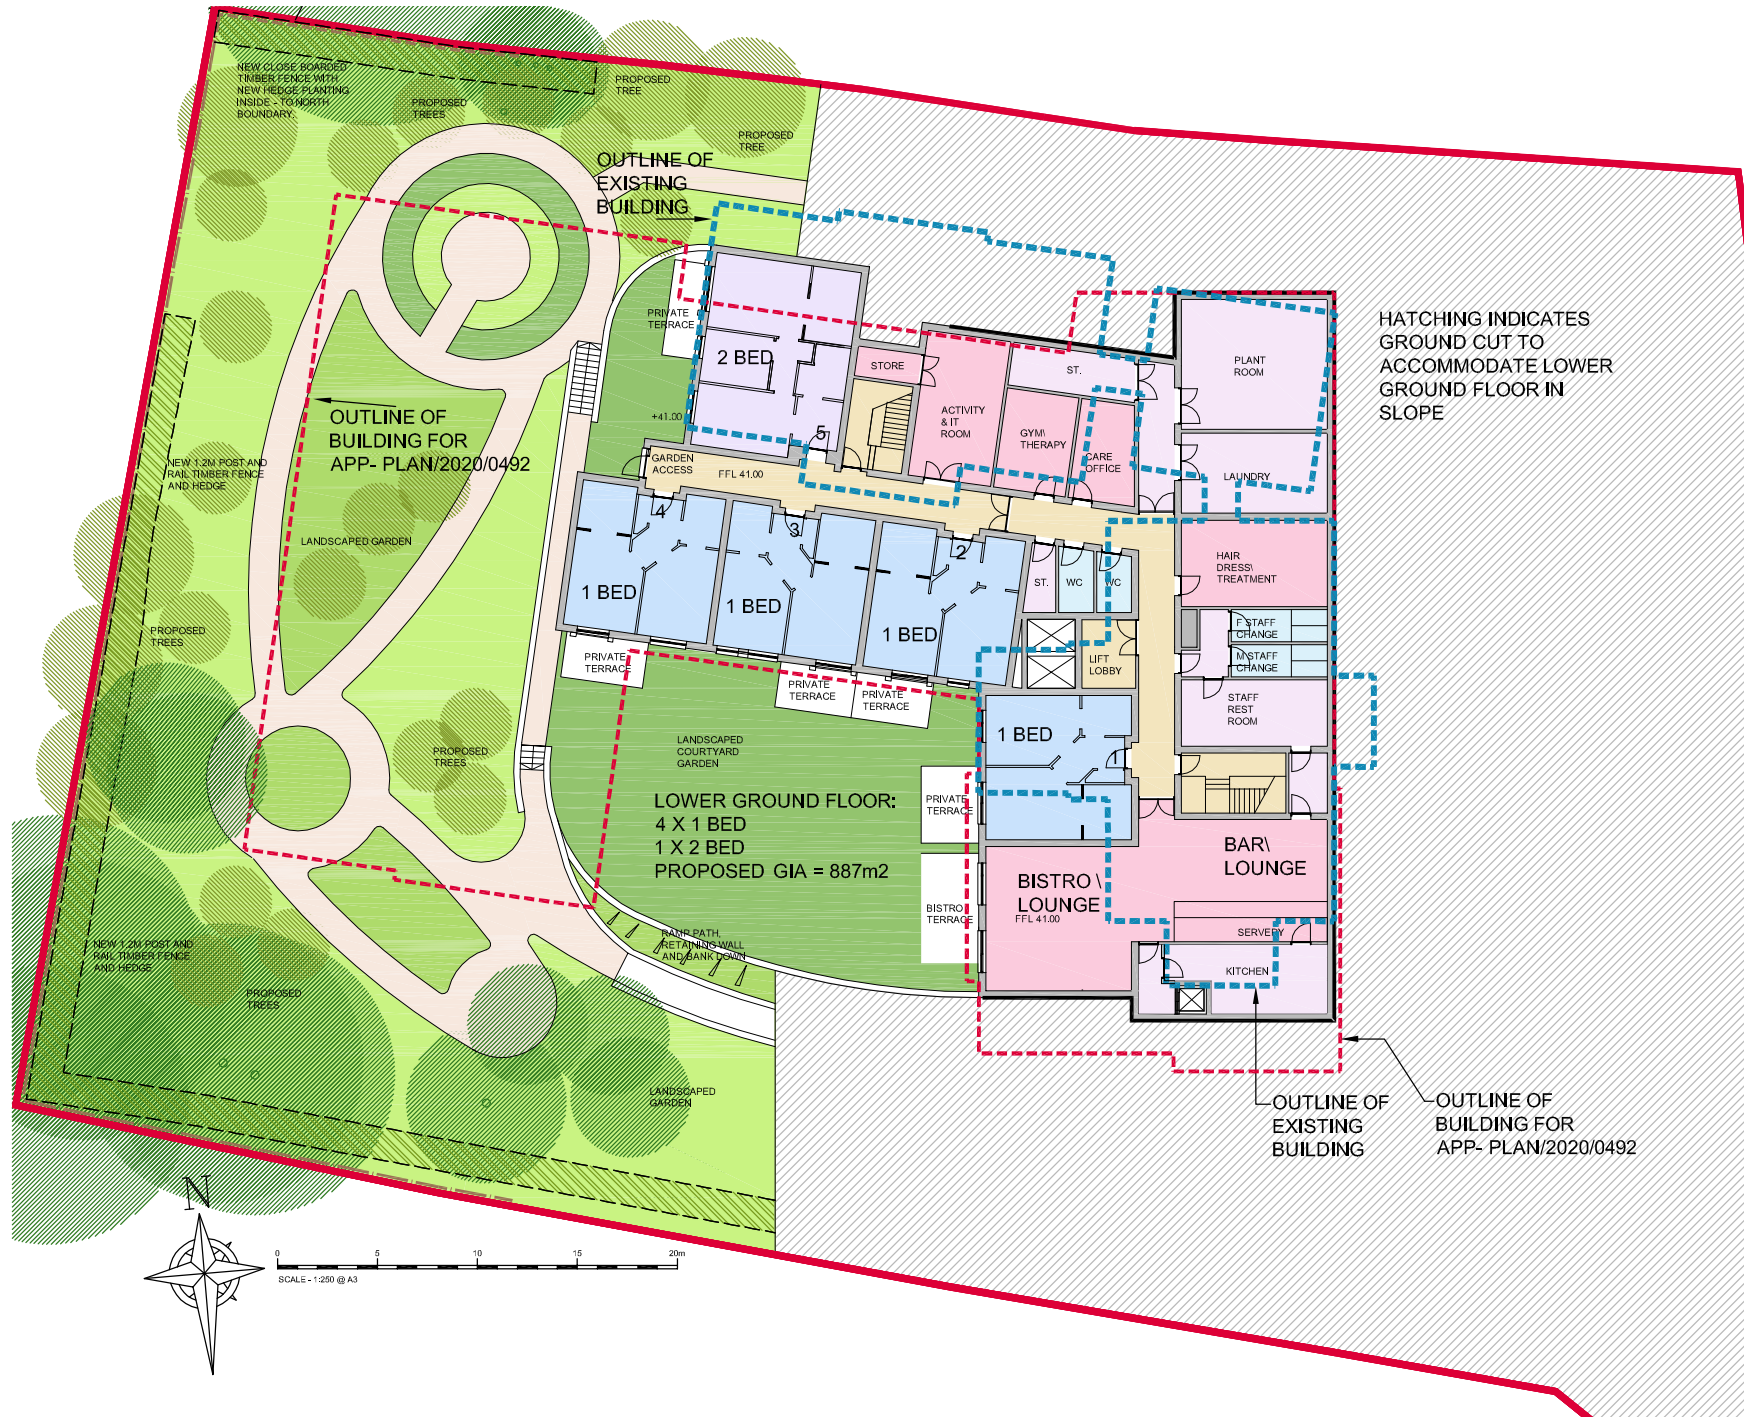 NEW CLOSE BOARDED
TIMBER FENCE WITH
NEW HEDGE PLANTING
INSIDE - TO NORTH
BOUNDARY.
PROPOSED
TREES
PROPOSED
TREE
PROPOSED
TREE
OUTLINE OF
EXISTING
BUILDING
HATCHING INDICATES
GROUND CUT TO
ACCOMMODATE LOWER
GROUND FLOOR IN
SLOPE
PRIVATE
TERRACE
2 BED
STORE
ST.
PLANT
ROOM
+41.00
5
ACTIVITY
& IT
ROOM
GYM\
THERAPY
CARE
OFFICE
LAUNDRY
OUTLINE OF
BUILDING FOR
APP- PLAN/2020/0492
NEW 1.2M POST AND
RAIL TIMBER FENCE
AND HEDGE
GARDEN
ACCESS
FFL 41.00
LANDSCAPED GARDEN
4
3
2
1 BED
1 BED
1 BED
ST.
WC
WC
HAIR
DRESS\
TREATMENT
F STAFF
CHANGE
M STAFF
CHANGE
STAFF
REST
ROOM
LIFT
LOBBY
PROPOSED
TREES
PRIVATE
TERRACE
PRIVATE
TERRACE
PRIVATE
TERRACE
1 BED
1
PROPOSED
TREES
LANDSCAPED
COURTYARD
GARDEN
LOWER GROUND FLOOR:
4 X 1 BED
1 X 2 BED
PROPOSED GIA = 887m2
PRIVATE
TERRACE
BISTRO
TERRACE
BISTRO \
LOUNGE
FFL 41.00
BAR\
LOUNGE
SERVERY
KITCHEN
NEW 1.2M POST AND
RAIL TIMBER FENCE
AND HEDGE
RAMP PATH,
RETAINING WALL
AND BANK DOWN
PROPOSED
TREES
LANDSCAPED
GARDEN
OUTLINE OF
EXISTING
BUILDING
OUTLINE OF
BUILDING FOR
APP- PLAN/2020/0492
N
0 5 10 15 20m
SCALE - 1:250 @ A3